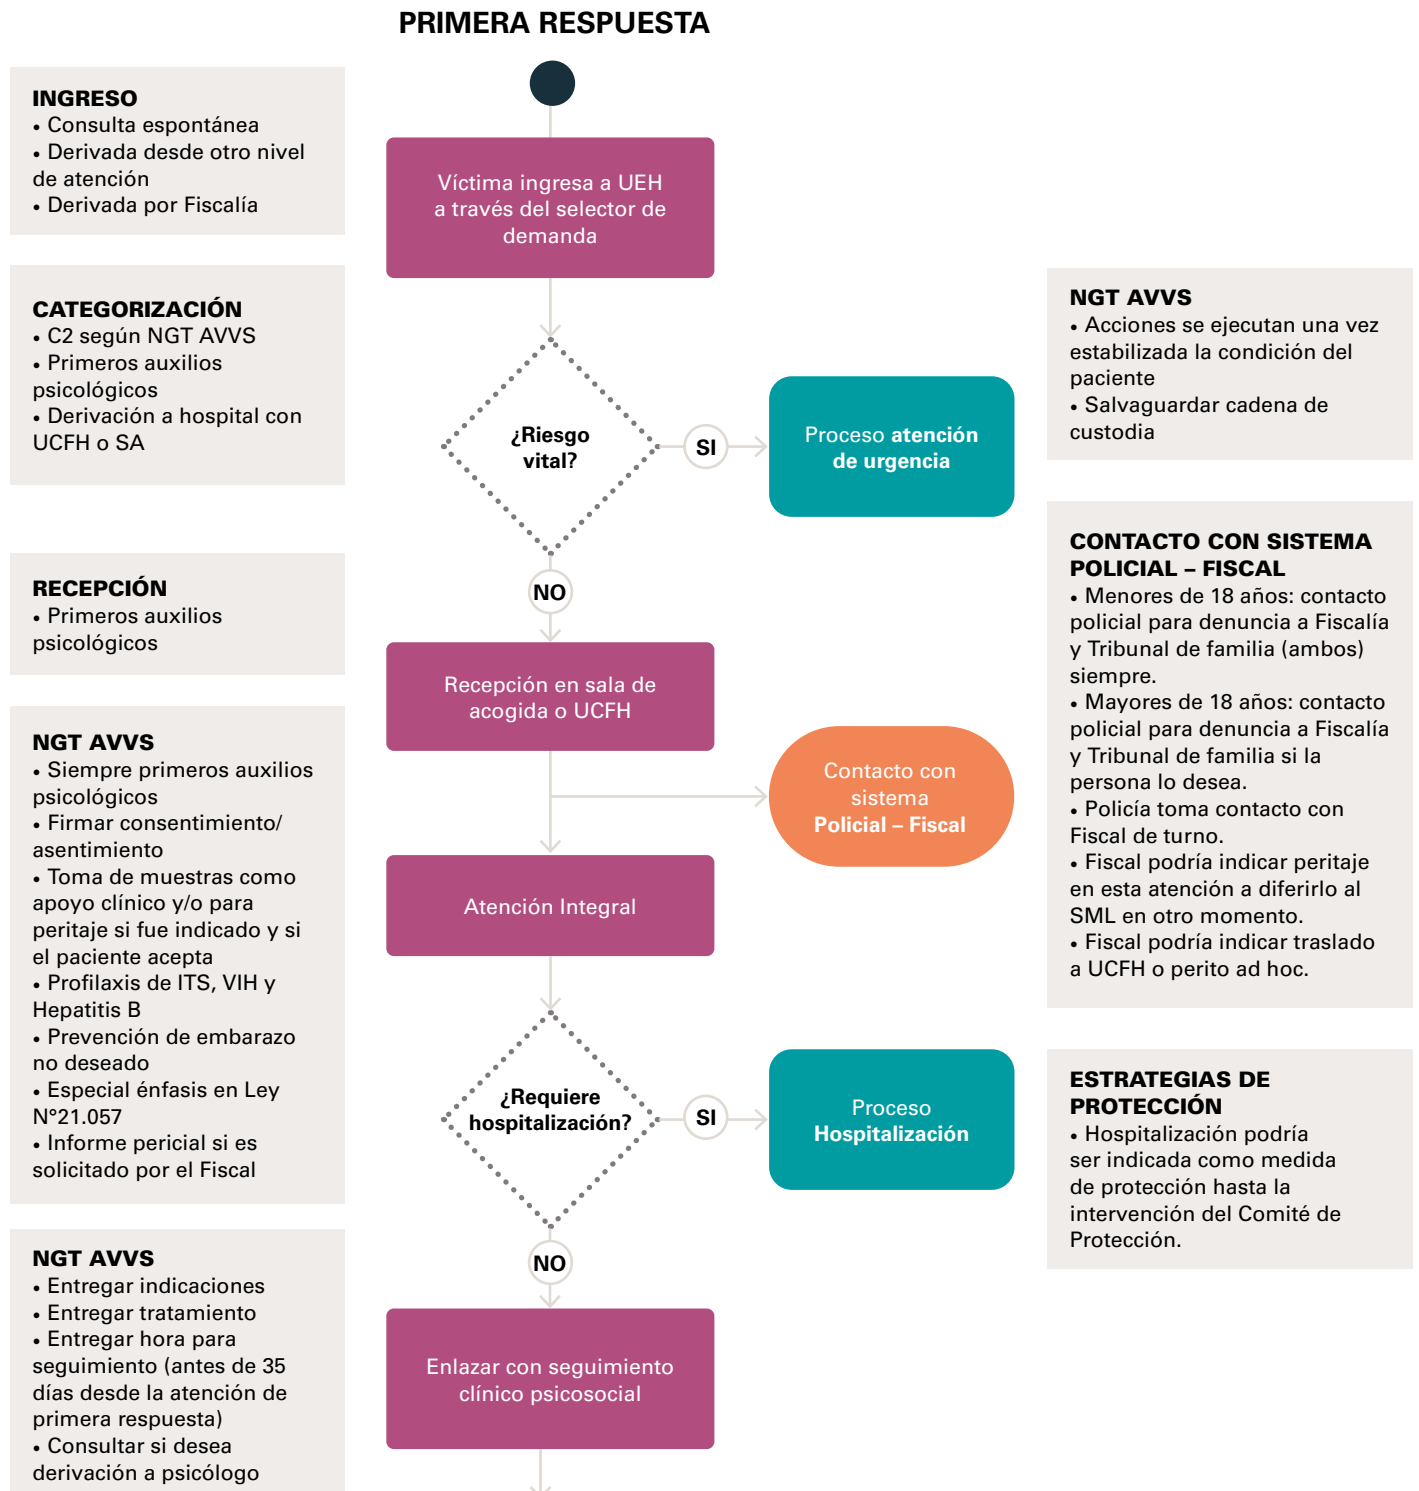 PRIMERA RESPUESTA
INGRESO
• Consulta espontánea
• Derivada desde otro nivel
de atención
• Derivada por Fiscalía
Víctima ingresa a UEH
a través del selector de
demanda
CATEGORIZACIÓN
• C2 según NGT AVVS
• Primeros auxilios
psicológicos
• Derivación a hospital con
UCFH o SA
¿Riesgo
vital?
SI
Proceso atención
de urgencia
NGT AVVS
• Acciones se ejecutan una vez
estabilizada la condición del
paciente
• Salvaguardar cadena de
custodia
NO
RECEPCIÓN
• Primeros auxilios
psicológicos
Recepción en sala de
acogida o UCFH
CONTACTO CON SISTEMA
POLICIAL – FISCAL
• Menores de 18 años: contacto
policial para denuncia a Fiscalía
y Tribunal de familia (ambos)
siempre.
• Mayores de 18 años: contacto
policial para denuncia a Fiscalía
y Tribunal de familia si la
persona lo desea.
• Policía toma contacto con
Fiscal de turno.
• Fiscal podría indicar peritaje
en esta atención a diferirlo al
SML en otro momento.
• Fiscal podría indicar traslado
a UCFH o perito ad hoc.
Contacto con
sistema
Policial – Fiscal
NGT AVVS
• Siempre primeros auxilios
psicológicos
• Firmar consentimiento/
asentimiento
• Toma de muestras como
apoyo clínico y/o para
peritaje si fue indicado y si
el paciente acepta
• Profilaxis de ITS, VIH y
Hepatitis B
• Prevención de embarazo
no deseado
• Especial énfasis en Ley
N°21.057
• Informe pericial si es
solicitado por el Fiscal
Atención Integral
¿Requiere
hospitalización?
SI
Proceso
Hospitalización
ESTRATEGIAS DE
PROTECCIÓN
• Hospitalización podría
ser indicada como medida
de protección hasta la
intervención del Comité de
Protección.
NO
NGT AVVS
• Entregar indicaciones
• Entregar tratamiento
• Entregar hora para
seguimiento (antes de 35
días desde la atención de
primera respuesta)
• Consultar si desea
derivación a psicólogo
Enlazar con seguimiento
clínico psicosocial